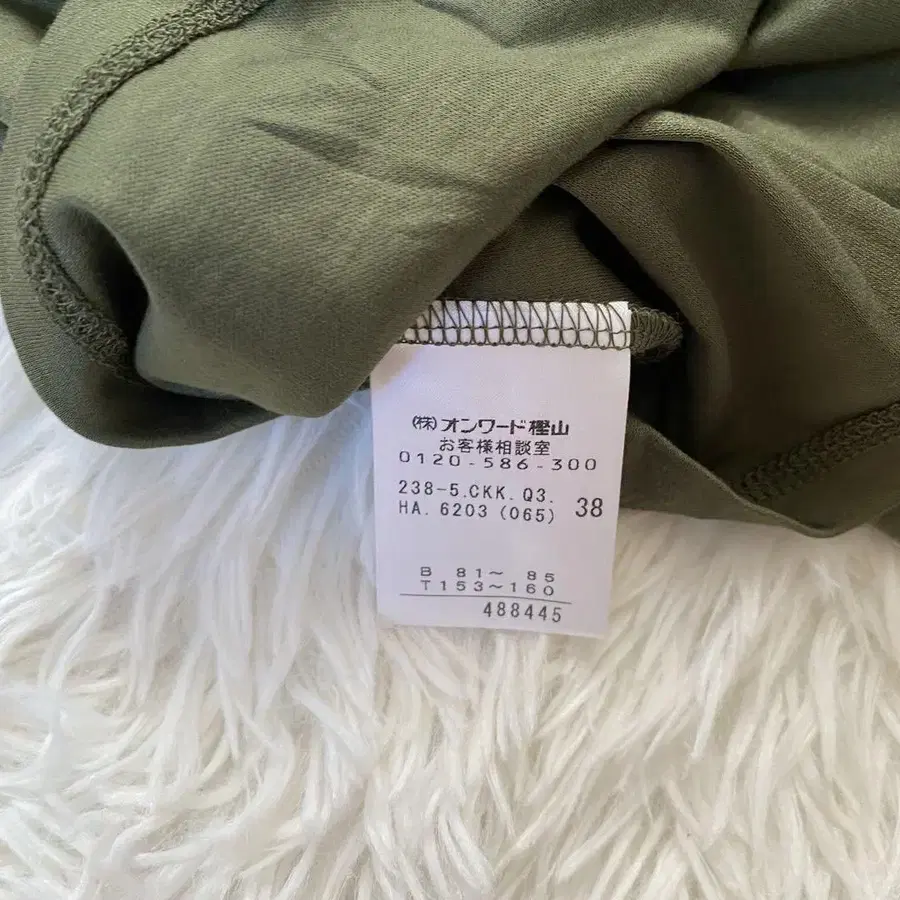 (株)オンワード樫山
お客様相談室
0120-586-300
238-5.CKK.Q3. 38
HA.6203(065)
B 81〜 85
T153〜160
488445